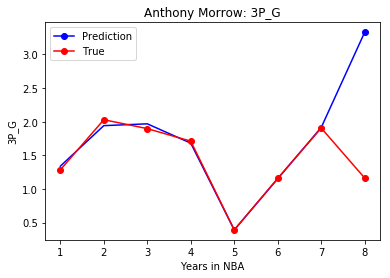 Anthony Morrow: 3P_G
Prediction
True
3P_G
3.0
2.5
2.0
1.5
1.0
0.5
1 2 3 4 5 6 7 8
Years in NBA